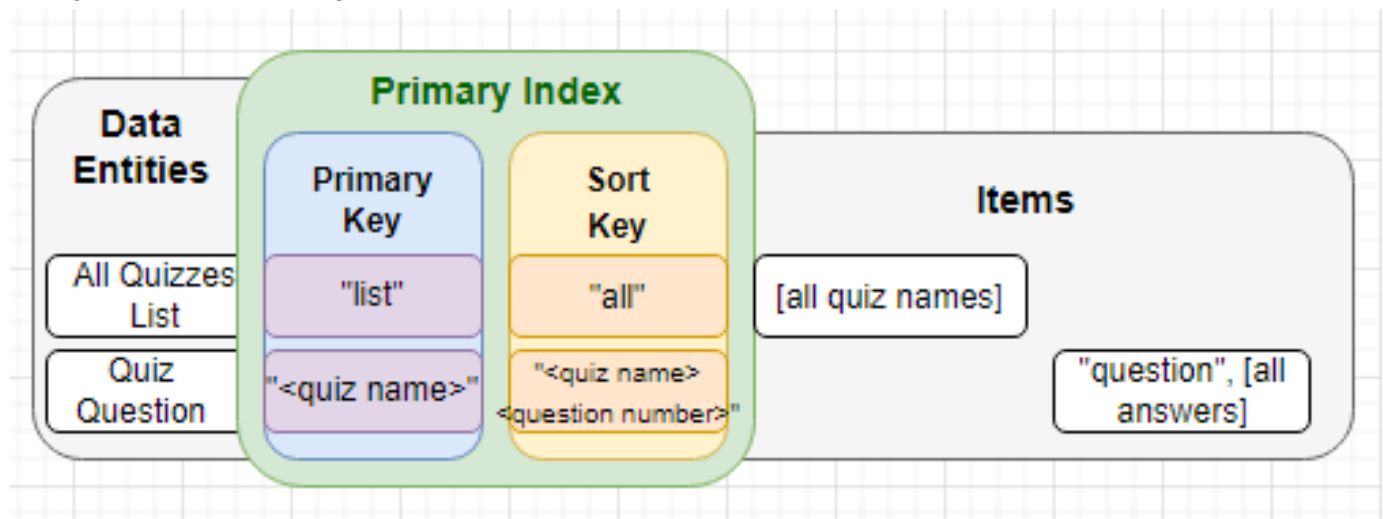 Primary Index
Data
Entities
Primary
Key
Sort
Key
Items
All Quizzes
List
"list"
"all"
[all quiz names]
Quiz
Question
"<quiz name>"
"<quiz name>
<question number>"
"question", [all
answers]